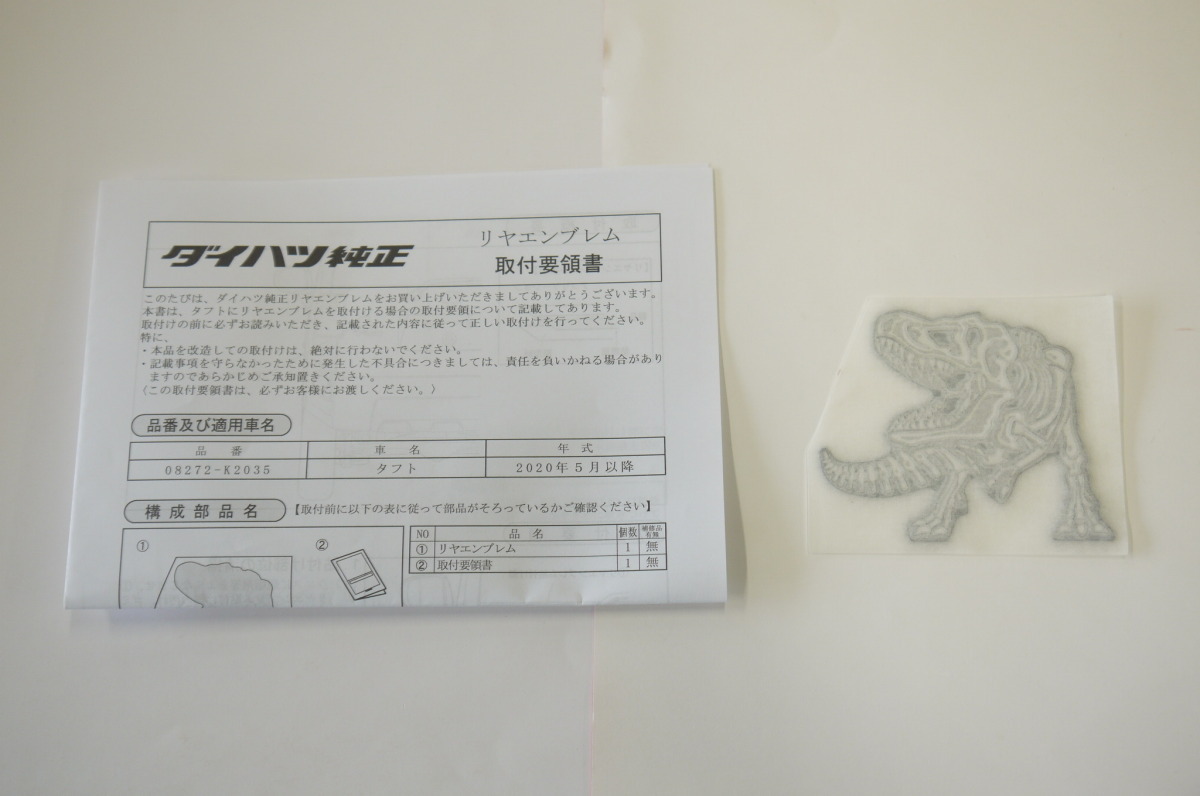 ダイハツ純正
リヤエンブレム
取付要領書
このたびは、ダイハツ純正リヤエンブレムをお買い上げいただきましてありがとうございます。
本書は、タフトにリヤエンブレムを取付ける場合の取付要領について記載してあります。
取付けの前に必ずお読みいただき、記載された内容に従って正しい取付けを行ってください。
特に、
・本品を改造しての取付けは、絶対に行わないでください。
・記載事項を守らなかったために発生した不具合につきましては、責任を負いかねる場合があり
ますのであらかじめご承知置きください。
(この取付要領書は、必ずお客様にお渡しください。)
品番及び適用車名
品 番 車 名 年 式
08272-K2035 タフト 2020年5月以降
構成部品名 【取付前に以下の表に従って部品がそろっているかご確認ください】
① ②
NO 品 名 個数 補修品有無
① リヤエンブレム 1 無
② 取付要領書 1 無